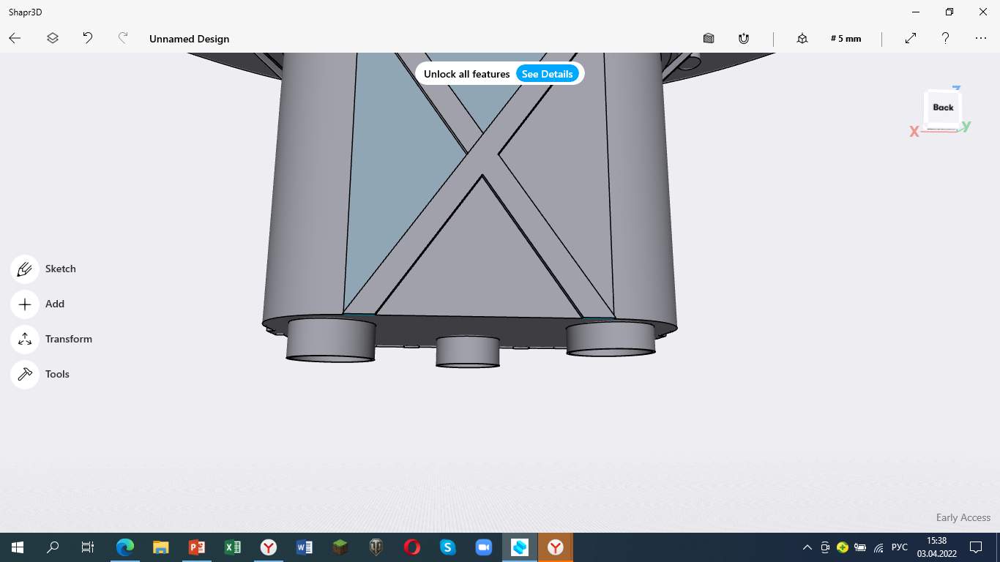 Shapr3D
Unnamed Design
# 5 mm
?
Unlock all features See Details
Z
Back
X Y
Sketch
Add
Transform
Tools
Early Access
РУС
15:38
03.04.2022